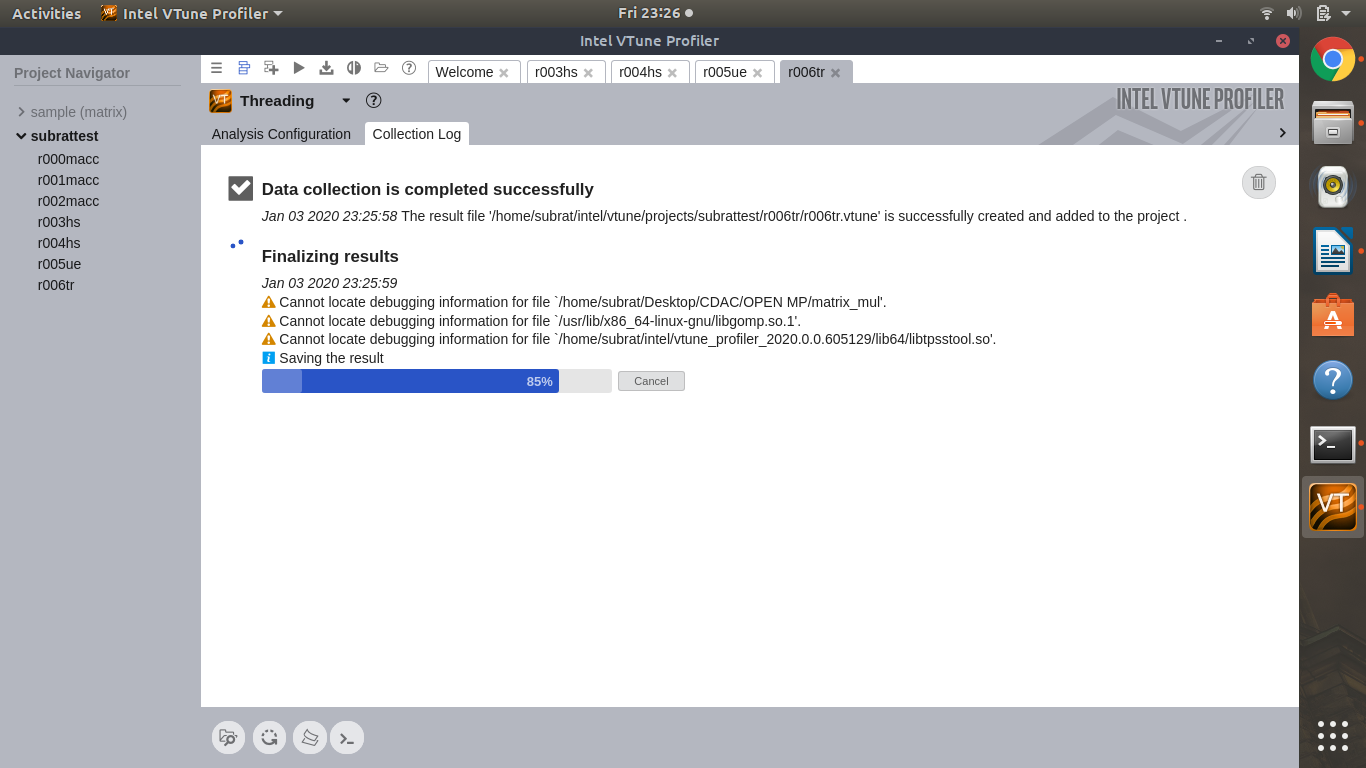 Activities Intel VTune Profiler Fri 23:26
Intel VTune Profiler
Project Navigator
sample (matrix)
subrattest
r000macc
r001macc
r002macc
r003hs
r004hs
r005ue
r006tr
Welcome r003hs r004hs r005ue r006tr
VT Threading INTEL VTUNE PROFILER
Analysis Configuration Collection Log
Data collection is completed successfully
Jan 03 2020 23:25:58 The result file '/home/subrat/intel/vtune/projects/subrattest/r006tr/r006tr.vtune' is successfully created and added to the project .
Finalizing results
Jan 03 2020 23:25:59
Cannot locate debugging information for file `/home/subrat/Desktop/CDAC/OPEN MP/matrix_mul'.
Cannot locate debugging information for file `/usr/lib/x86_64-linux-gnu/libgomp.so.1'.
Cannot locate debugging information for file `/home/subrat/intel/vtune_profiler_2020.0.0.605129/lib64/libtpsstool.so'.
Saving the result
85% Cancel
VT